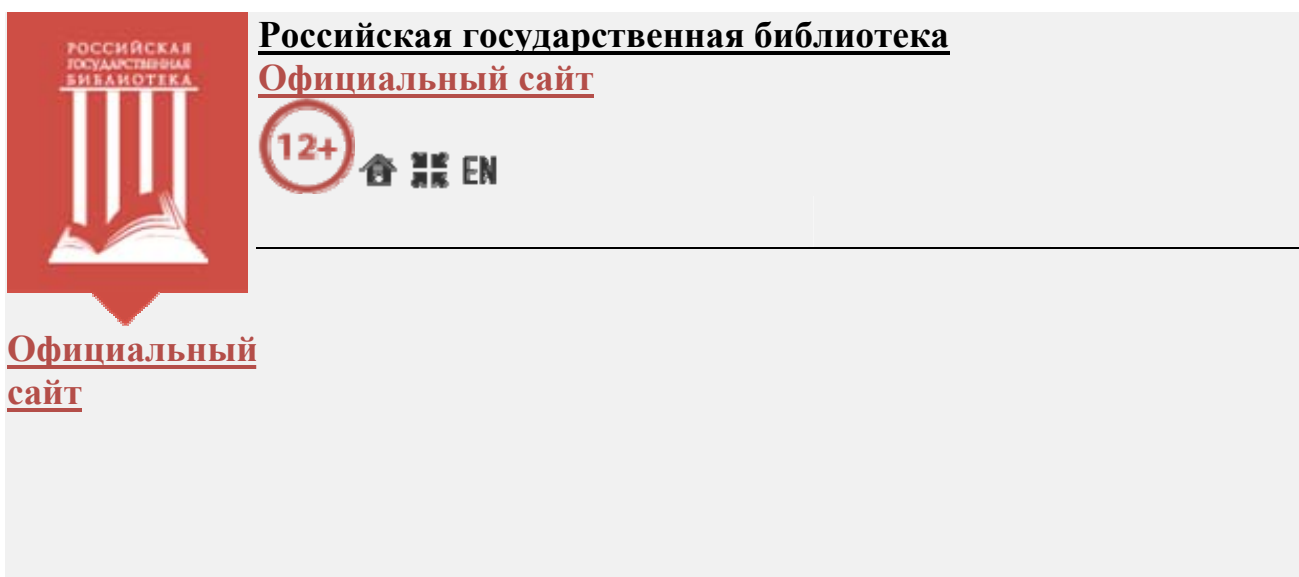 РОССИЙСКАЯ
ГОСУДАРСТВЕННАЯ
БИБЛИОТЕКА
Российская государственная библиотека
Официальный сайт
12+
EN
Официальный
сайт